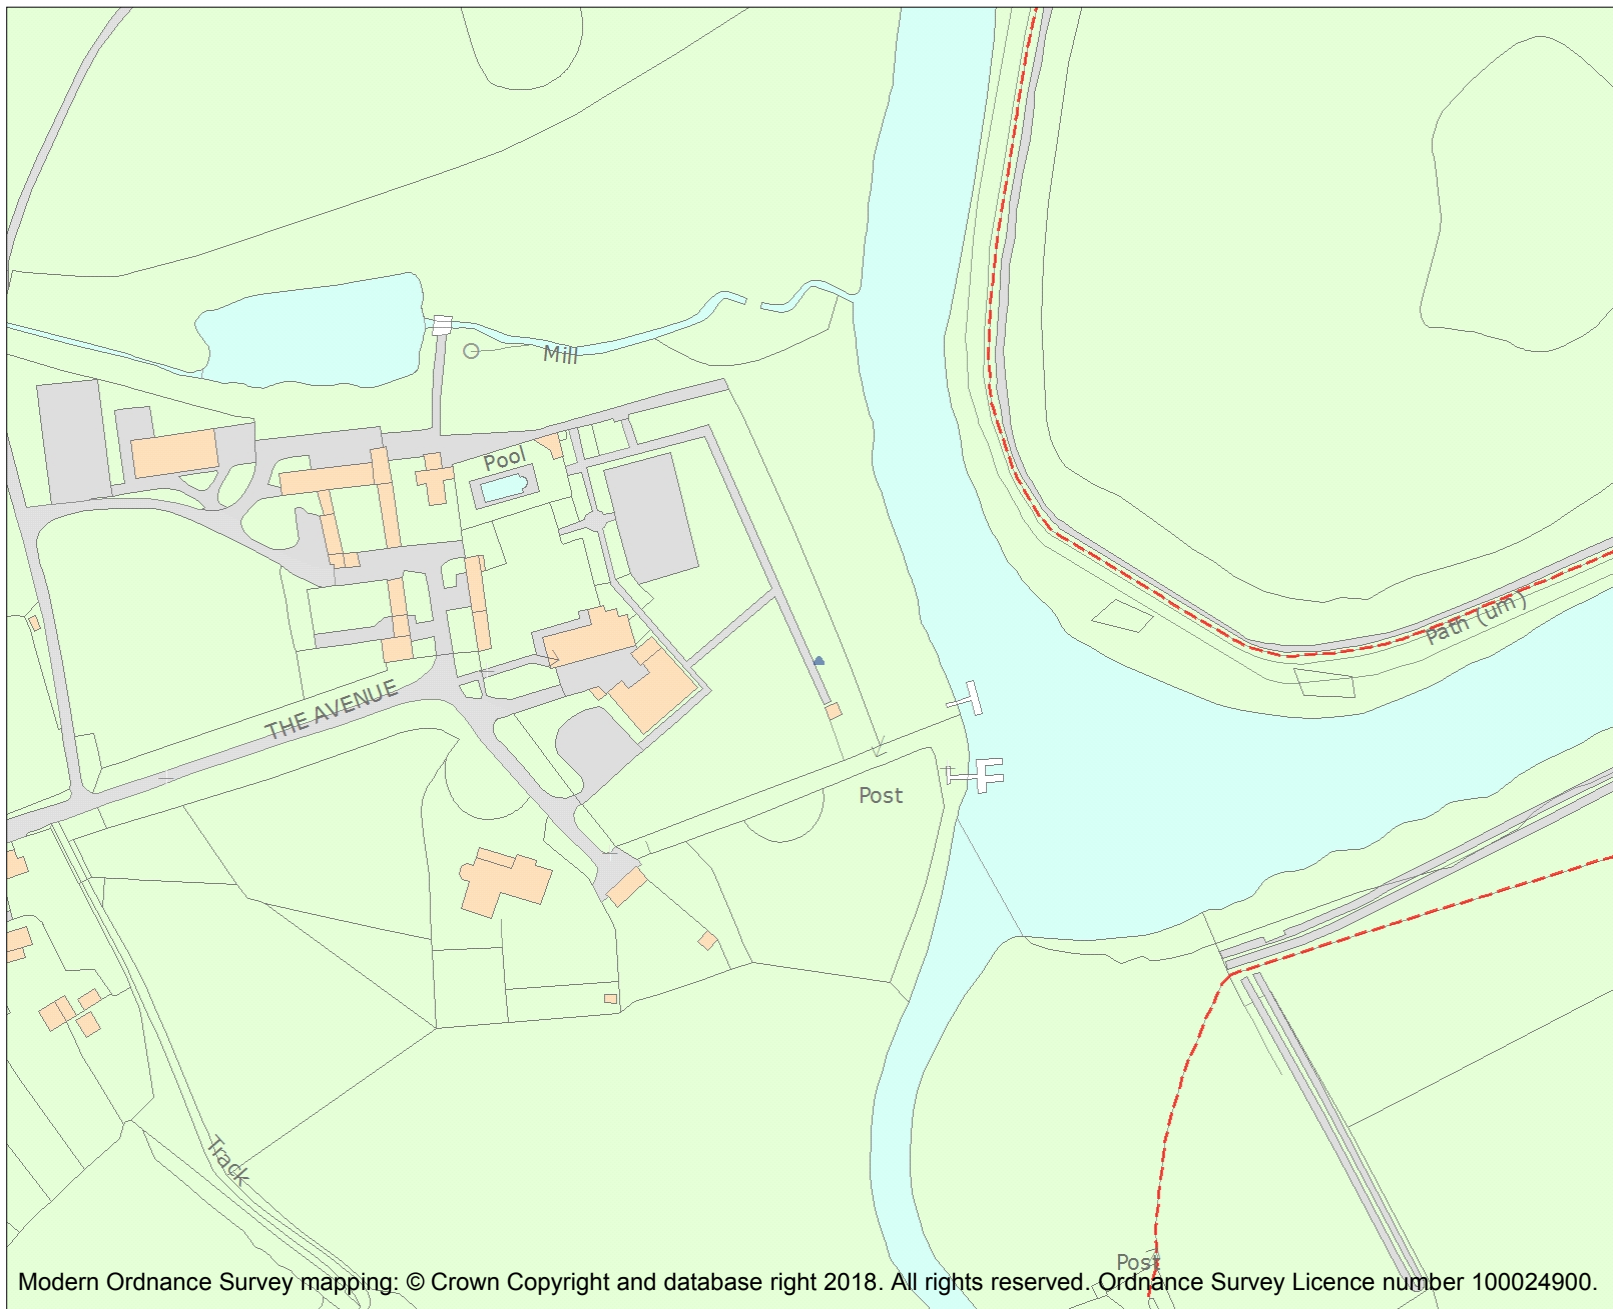 Mill
Pool
Path (um)
THE AVENUE
Post
Track
Post
Modern Ordnance Survey mapping: © Crown Copyright and database right 2018. All rights reserved. Ordnance Survey Licence number 100024900.